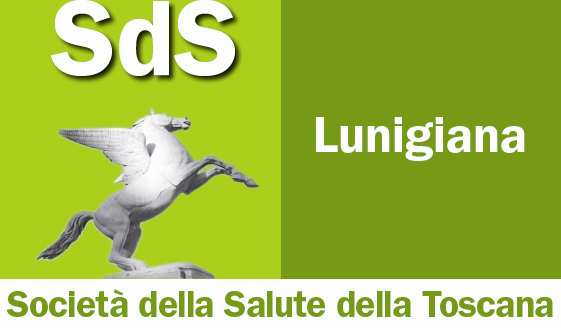 SdS
Lunigiana
Società della Salute della Toscana